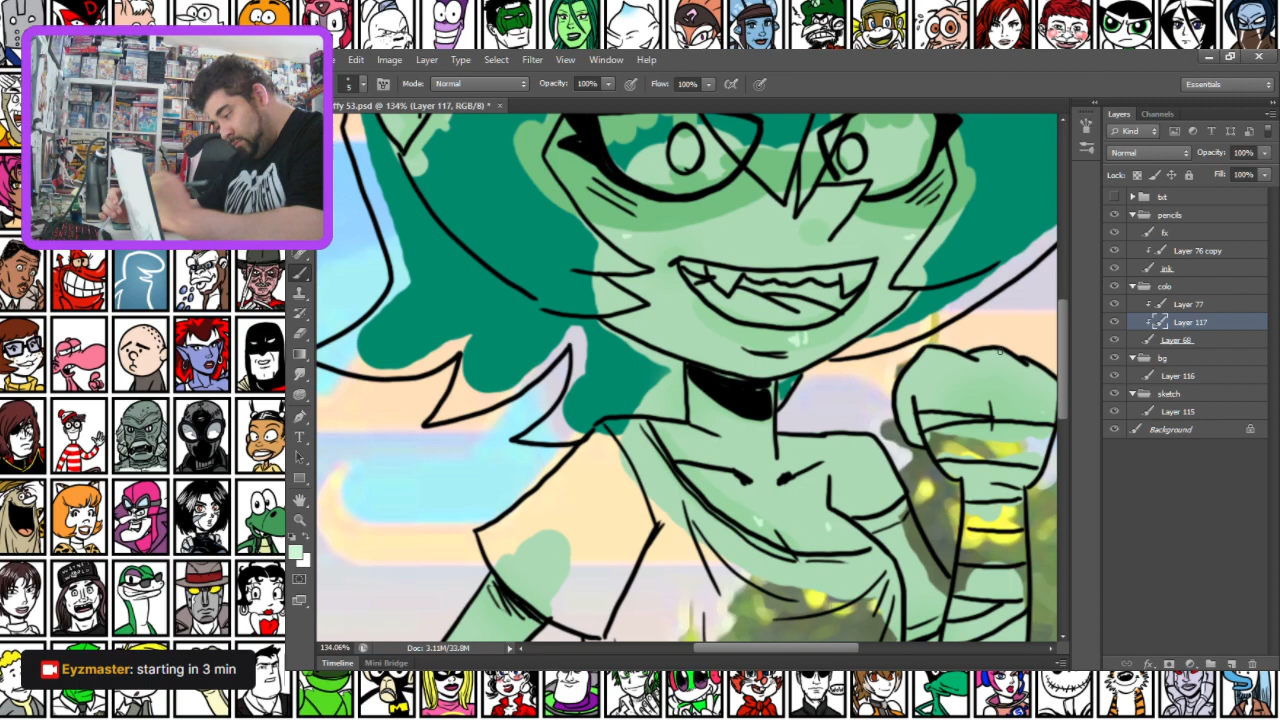 Edit Image Layer Type Select Filter View Window Help
5 Mode: Normal Opacity: 100% Flow: 100% Essentials
ffy 53.psd @ 134% (Layer 117, RGB/8) * ×
Layers Channels
Kind
Normal Opacity: 100%
Lock: Fill: 100%
txt
pencils
fx
Layer 76 copy
ink
colo
Layer 77
Layer 117
Layer 68
bg
Layer 116
sketch
Layer 115
Background
134.06% Doc: 3.11M/33.8M
Timeline Mini Bridge
Eyzmaster: starting in 3 min